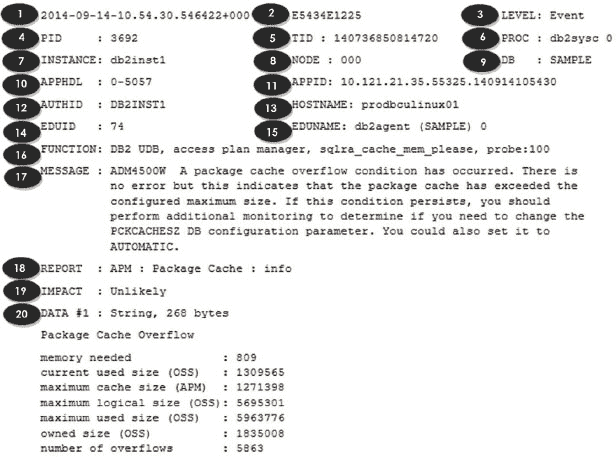 1 2014-09-14-10.54.30.546422+000 2 E5434E1225 3 LEVEL: Event
4 PID : 3692 5 TID : 140736850814720 6 PROC : db2sysc 0
7 INSTANCE: db2inst1 8 NODE : 000 9 DB : SAMPLE
10 APPHDL : 0-5057 11 APPID: 10.121.21.35.55325.140914105430
12 AUTHID : DB2INST1 13 HOSTNAME: prodbculinux01
14 EDUID : 74 15 EDUNAME: db2agent (SAMPLE) 0
16 FUNCTION: DB2 UDB, access plan manager, sqlra_cache_mem_please, probe:100
17 MESSAGE : ADM4500W A package cache overflow condition has occurred. There is
no error but this indicates that the package cache has exceeded the
configured maximum size. If this condition persists, you should
perform additional monitoring to determine if you need to change the
PCKCACHESZ DB configuration parameter. You could also set it to
AUTOMATIC.
18 REPORT : APM : Package Cache : info
19 IMPACT : Unlikely
20 DATA #1 : String, 268 bytes
Package Cache Overflow
memory needed : 809
current used size (OSS) : 1309565
maximum cache size (APM) : 1271398
maximum logical size (OSS): 5695301
maximum used size (OSS) : 5963776
owned size (OSS) : 1835008
number of overflows : 5863